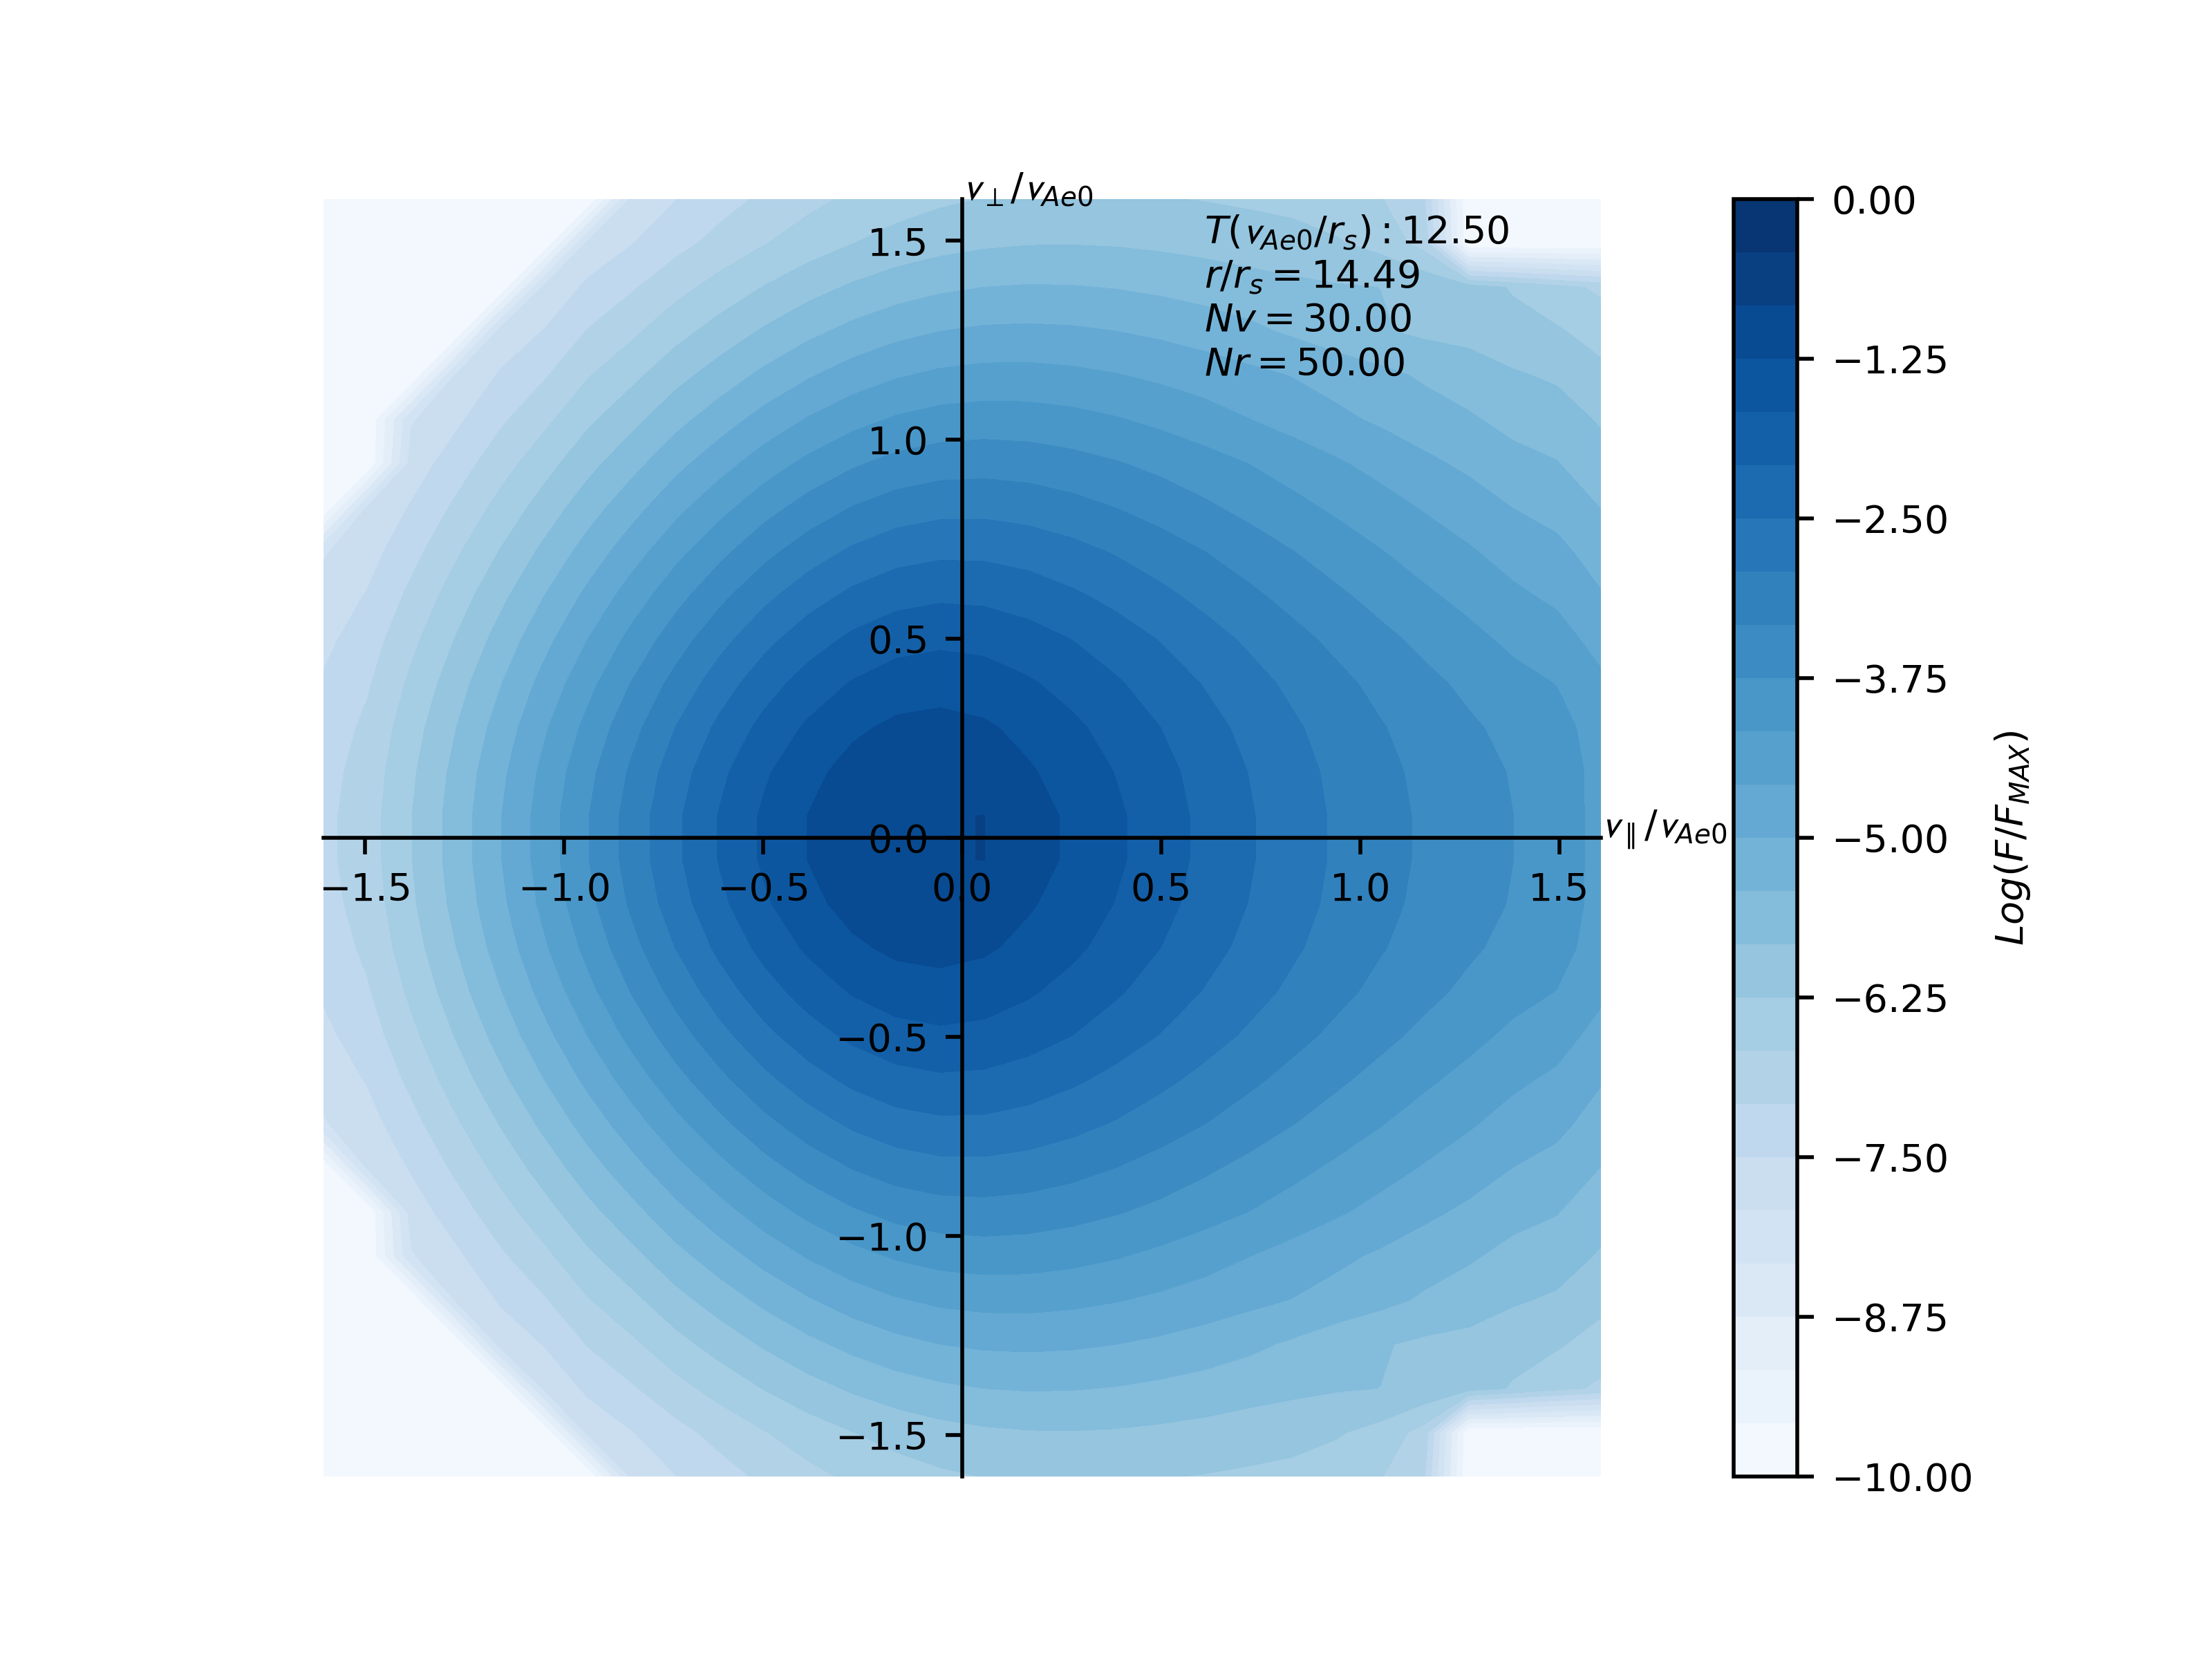 v⊥/vAe0
T(vAe0/rs) : 12.50
r/rs = 14.49
Nv = 30.00
Nr = 50.00
1.5
1.0
0.5
0.0
−0.5
−1.0
−1.5
v∥/vAe0
−1.5 −1.0 −0.5 0.0 0.5 1.0 1.5
0.00
−1.25
−2.50
−3.75
−5.00
−6.25
−7.50
−8.75
−10.00
Log(F/FMAX)